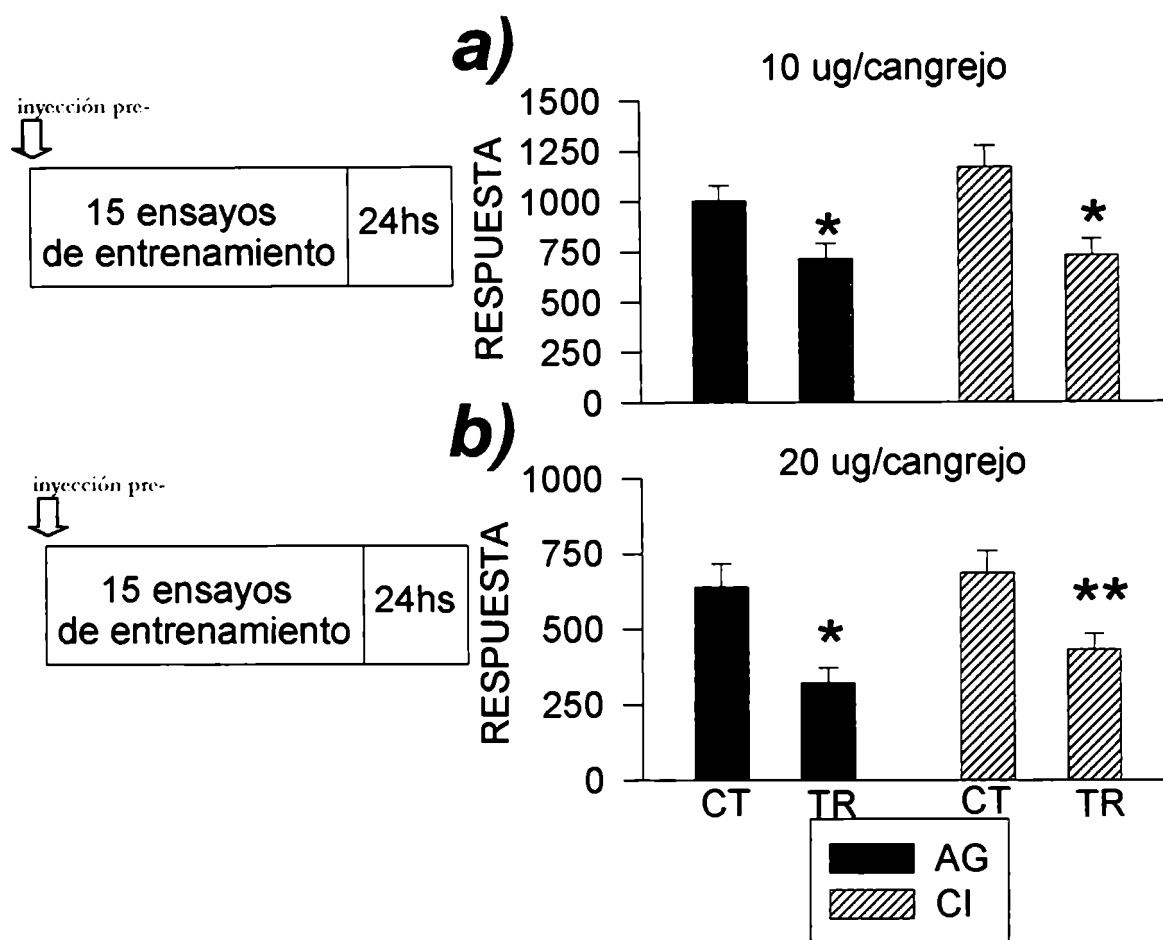 a)
10 ug/cangrejo
inyección pre-
15 ensayos
de entrenamiento
24hs
RESPUESTA
1500
1250
1000
750
500
250
0
*
*
b)
20 ug/cangrejo
inyección pre-
15 ensayos
de entrenamiento
24hs
RESPUESTA
1000
750
500
250
0
*
**
CT TR CT TR
AG
CI